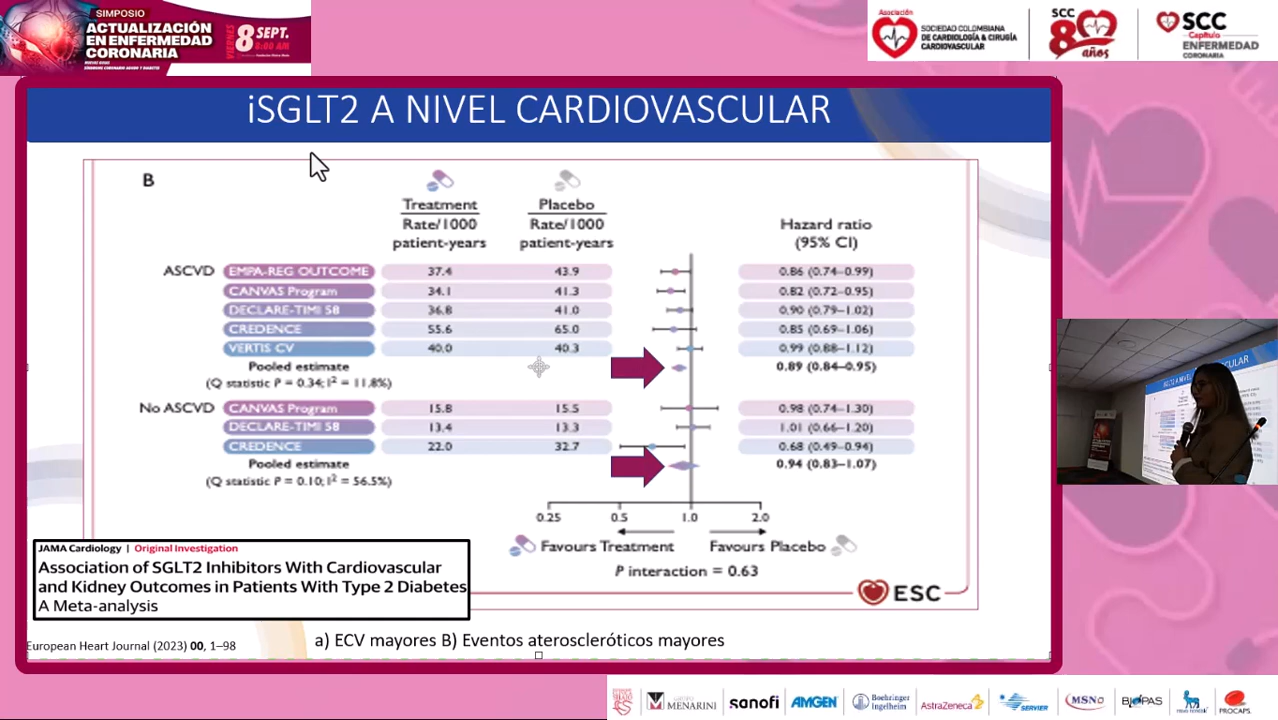 SIMPOSIO
ACTUALIZACIÓN
EN ENFERMEDAD
CORONARIA
VIERNES
8 SEPT.
8:00 AM
Asociación
SOCIEDAD COLOMBIANA
DE CARDIOLOGÍA & CIRUGÍA
CARDIOVASCULAR
SCC
80
años
SCC
Capítulo
ENFERMEDAD
CORONARIA
iSGLT2 A NIVEL CARDIOVASCULAR
B
Treatment Placebo
Rate/1000 Rate/1000 Hazard ratio
patient-years patient-years (95% CI)
ASCVD EMPA-REG OUTCOME 37.4 43.9 0.86 (0.74–0.99)
CANVAS Program 34.1 41.3 0.82 (0.72–0.95)
DECLARE-TIMI 58 36.8 41.0 0.90 (0.79–1.02)
CREDENCE 55.6 65.0 0.85 (0.69–1.06)
VERTIS CV 40.0 40.3 0.99 (0.88–1.12)
Pooled estimate 0.89 (0.84–0.95)
(Q statistic P = 0.34; I² = 11.8%)
No ASCVD CANVAS Program 15.8 15.5 0.98 (0.74–1.30)
DECLARE-TIMI 58 13.4 13.3 1.01 (0.66–1.20)
CREDENCE 22.0 32.7 0.68 (0.49–0.94)
Pooled estimate 0.94 (0.83–1.07)
(Q statistic P = 0.10; I² = 56.5%)
0.25 0.5 1.0 2.0
Favours Treatment Favours Placebo
P interaction = 0.63
ESC
JAMA Cardiology | Original Investigation
Association of SGLT2 Inhibitors With Cardiovascular
and Kidney Outcomes in Patients With Type 2 Diabetes
A Meta-analysis
European Heart Journal (2023) 00, 1–98
a) ECV mayores B) Eventos ateroscleróticos mayores
MENARINI
sanofi
AMGEN
Boehringer
Ingelheim
AstraZeneca
SERVIER
MSN
BIOPAS
NOVO NORDISK
PROCAPS